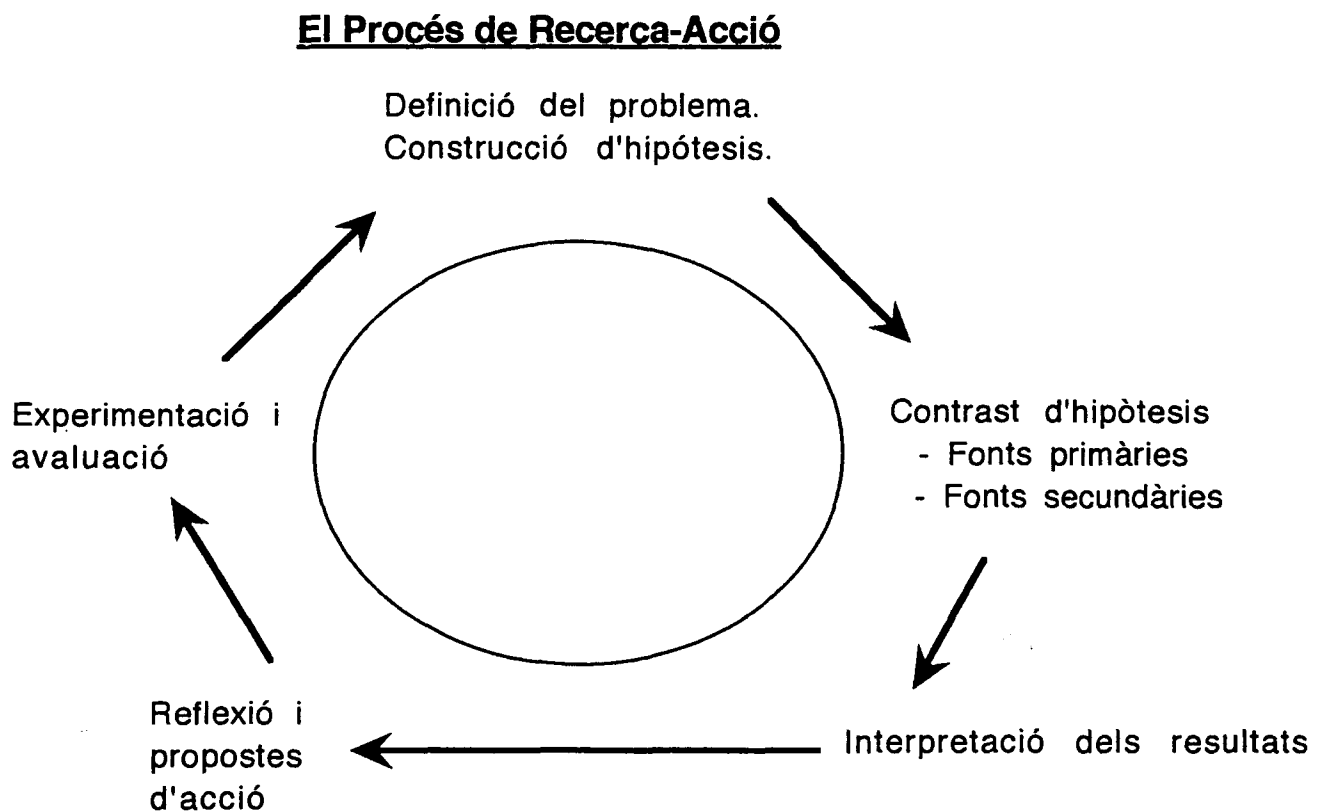 El Procés de Recerca-Acció
Definició del problema.
Construcció d'hipótesis.
Contrast d'hipòtesis
- Fonts primàries
- Fonts secundàries
Interpretació dels resultats
Reflexió i
propostes
d'acció
Experimentació i
avaluació